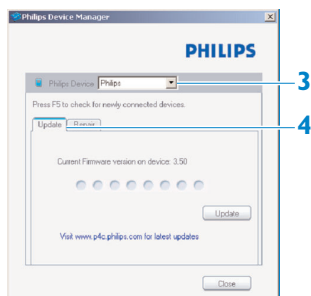 Philips Device Manager
PHILIPS
Philips Device Philips
3
Press F5 to check for newly connected devices.
Update Repair
4
Current Firmware version on device: 3.50
Update
Visit www.p4c.philips.com for latest updates
Close